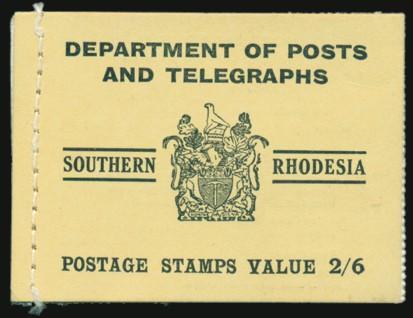 DEPARTMENT OF POSTS
AND TELEGRAPHS
SOUTHERN RHODESIA
POSTAGE STAMPS VALUE 2/6